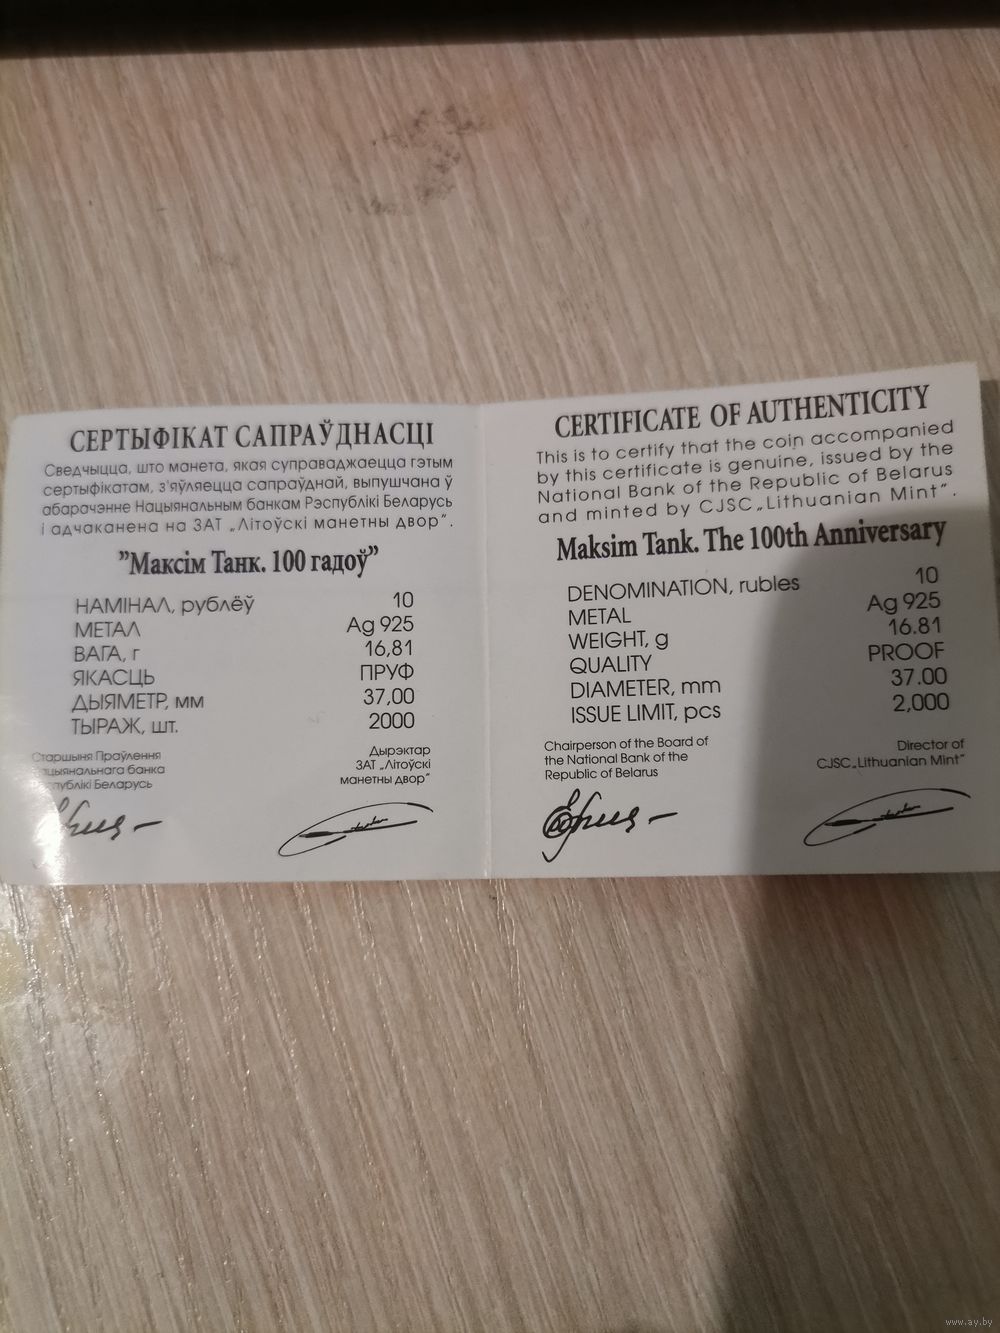 СЕРТЫФІКАТ САПРАЎДНАСЦІ
Сведчыцца, што манета, якая суправаджаецца гэтым
сертыфікатам, з'яўляецца сапраўднай, выпушчана ў
абарачэнне Нацыянальным банкам Рэспублікі Беларусь
і адчаканена на ЗАТ „Літоўскі манетны двор".
"Максім Танк. 100 гадоў"
НАМІНАЛ, рублёў 10
МЕТАЛ Ag 925
ВАГА, г 16,81
ЯКАСЦЬ ПРУФ
ДЫЯМЕТР, мм 37,00
ТЫРАЖ, шт. 2000
Старшыня Праўлення
Нацыянальнага банка
Рэспублікі Беларусь
Дырэктар
ЗАТ „Літоўскі
манетны двор"
CERTIFICATE OF AUTHENTICITY
This is to certify that the coin accompanied
by this certificate is genuine, issued by the
National Bank of the Republic of Belarus
and minted by CJSC „Lithuanian Mint".
Maksim Tank. The 100th Anniversary
DENOMINATION, rubles 10
METAL Ag 925
WEIGHT, g 16.81
QUALITY PROOF
DIAMETER, mm 37.00
ISSUE LIMIT, pcs 2,000
Chairperson of the Board of
the National Bank of the
Republic of Belarus
Director of
CJSC „Lithuanian Mint"
www.ay.by